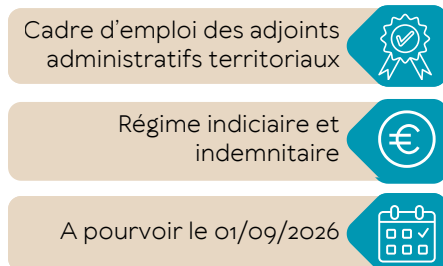 Cadre d'emploi des adjoints
administratifs territoriaux
Régime indiciaire et
indemnitaire
€
A pourvoir le 01/09/2026